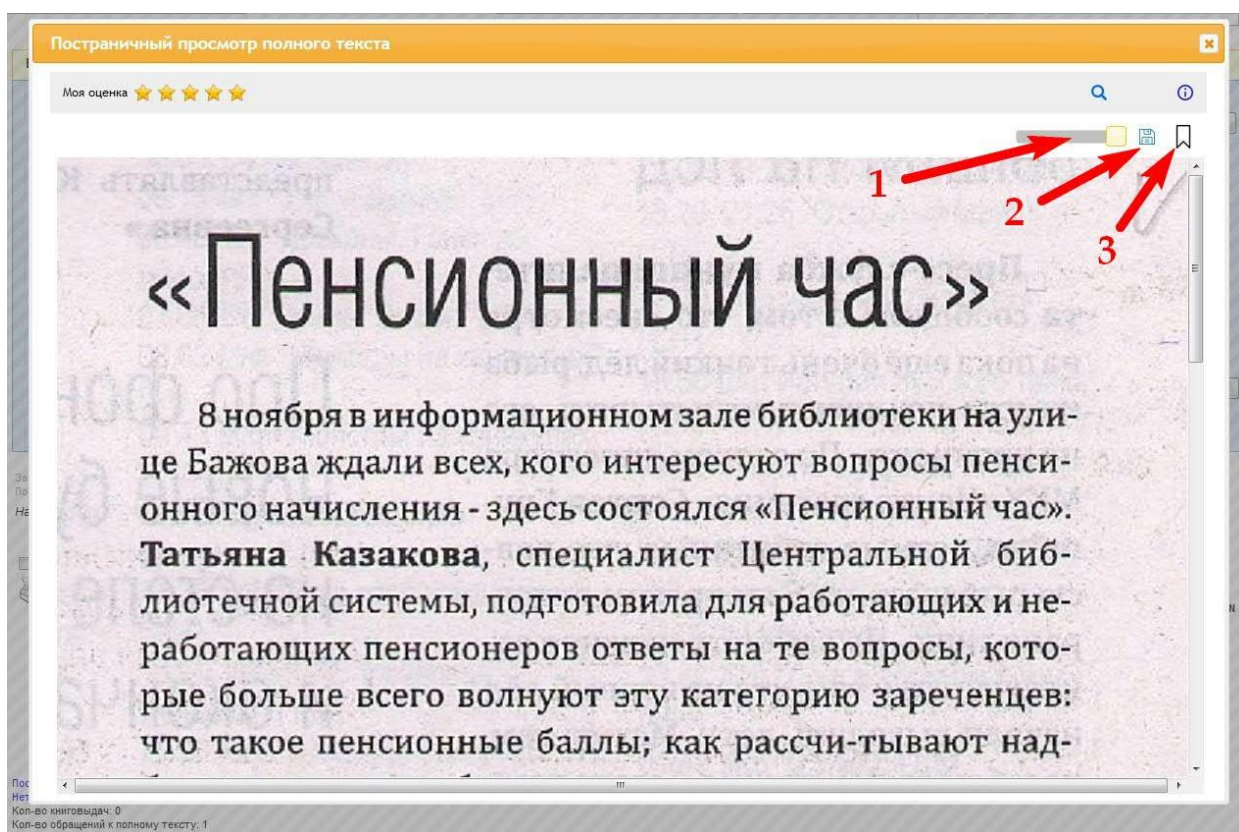 Постраничный просмотр полного текста
Моя оценка
1
2
3
«Пенсионный час»
8 ноября в информационном зале библиотеки на ули-
це Бажова ждали всех, кого интересуют вопросы пенси-
онного начисления - здесь состоялся «Пенсионный час».
Татьяна Казакова, специалист Центральной биб-
лиотечной системы, подготовила для работающих и не-
работающих пенсионеров ответы на те вопросы, кото-
рые больше всего волнуют эту категорию зареченцев:
что такое пенсионные баллы; как рассчи-тывают над-
Кол-во книговыдач: 0
Кол-во обращений к полному тексту: 1